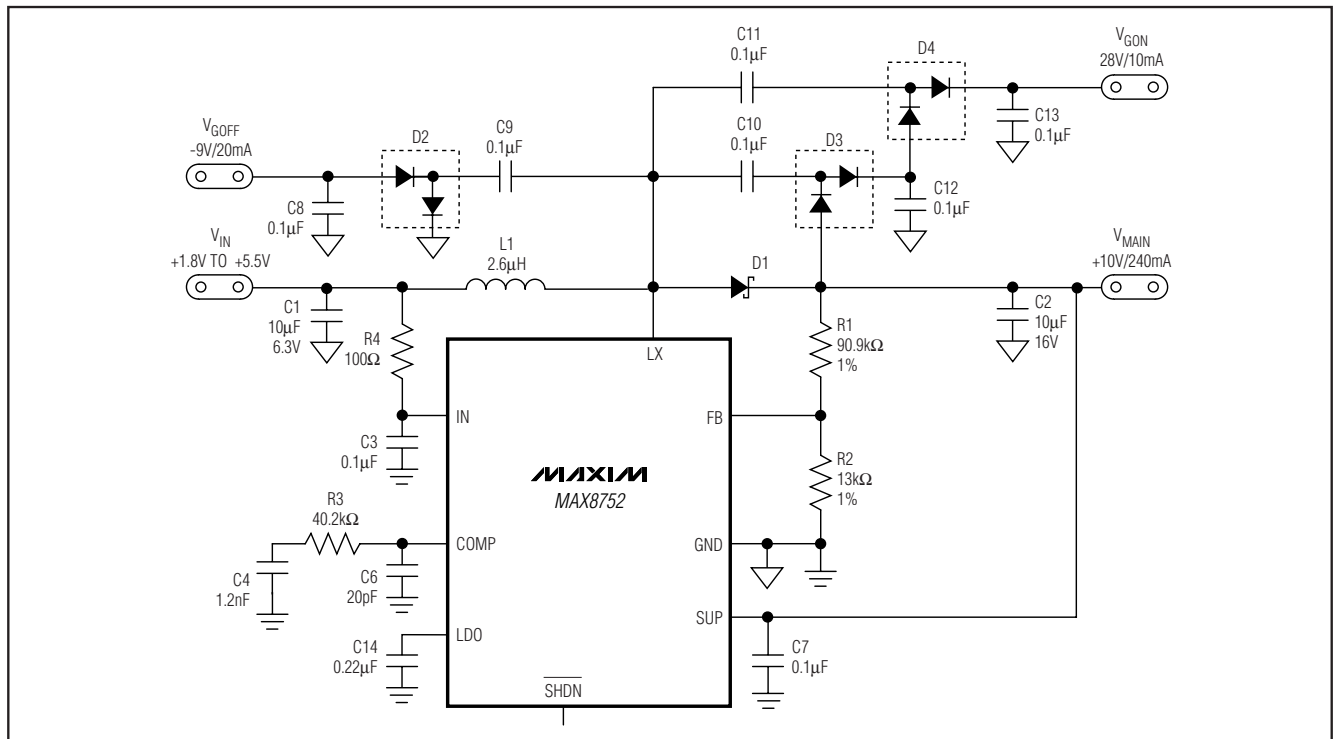 C11
0.1µF
D4
VGON
28V/10mA
C13
0.1µF
VGOFF
-9V/20mA
D2
C9
0.1µF
C10
0.1µF
D3
C8
0.1µF
C12
0.1µF
VIN
+1.8V TO +5.5V
L1
2.6µH
D1
VMAIN
+10V/240mA
C1
10µF
6.3V
R4
100Ω
LX
R1
90.9kΩ
1%
C2
10µF
16V
IN
FB
C3
0.1µF
MAXIM
MAX8752
R2
13kΩ
1%
R3
40.2kΩ
COMP
GND
C4
1.2nF
C6
20pF
SUP
LDO
C14
0.22µF
C7
0.1µF
SHDN